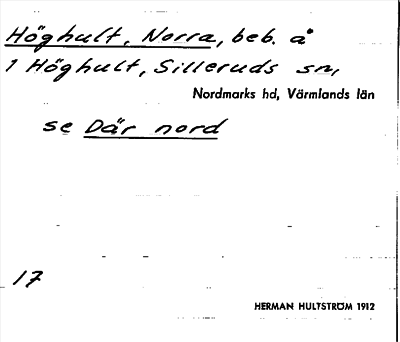 Höghult, Norra, beb. å
1 Höghult, Silleruds sn,
Nordmarks hd, Värmlands län
se Där nord
17
HERMAN HULTSTRÖM 1912